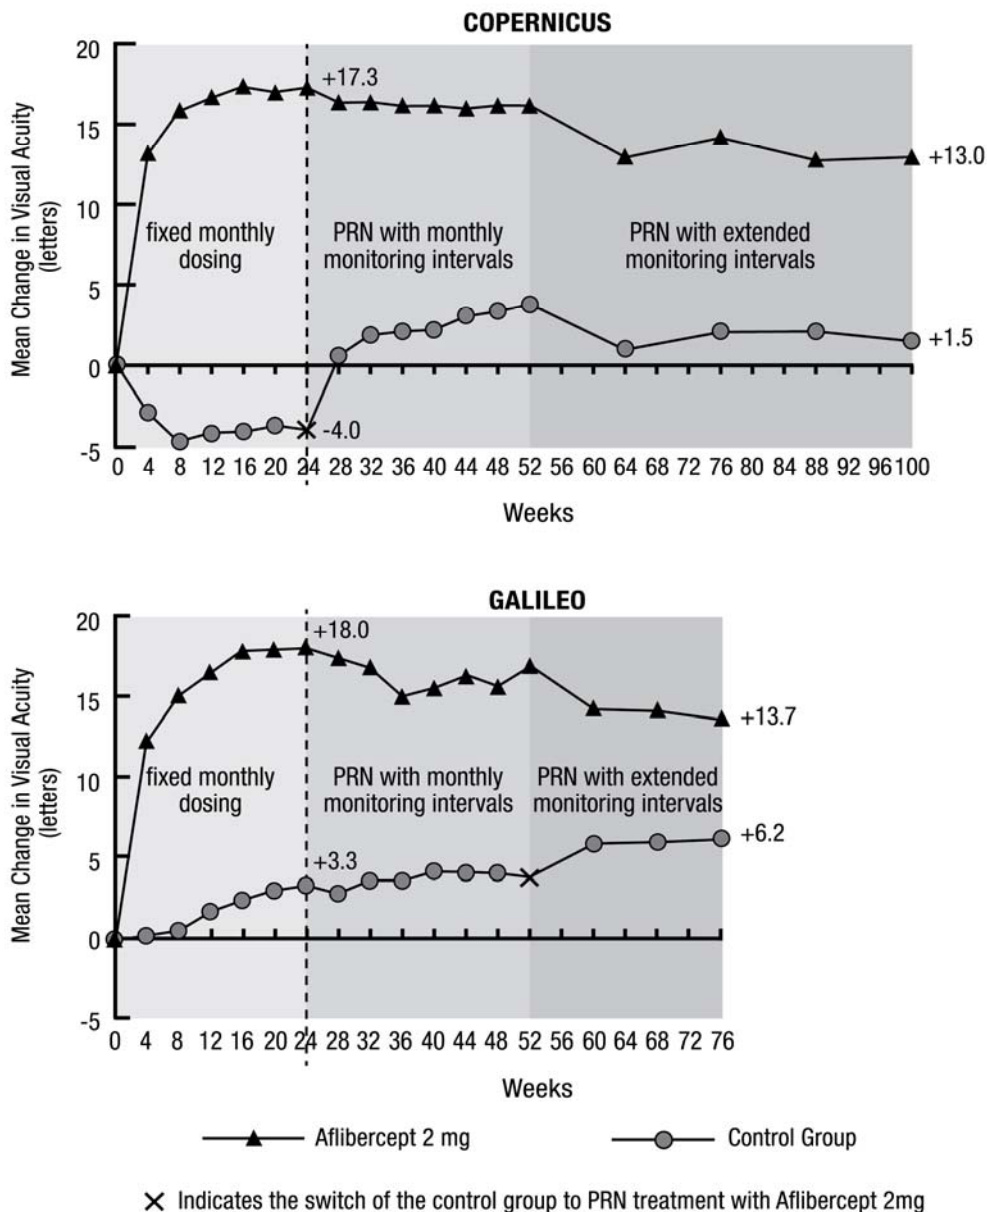 COPERNICUS
20
15
10
5
0
-5
Mean Change in Visual Acuity
(letters)
+17.3
+13.0
fixed monthly
dosing
PRN with monthly
monitoring intervals
PRN with extended
monitoring intervals
+1.5
-4.0
0 4 8 12 16 20 24 28 32 36 40 44 48 52 56 60 64 68 72 76 80 84 88 92 96 100
Weeks
GALILEO
20
15
10
5
0
-5
Mean Change in Visual Acuity
(letters)
+18.0
+13.7
fixed monthly
dosing
PRN with monthly
monitoring intervals
PRN with extended
monitoring intervals
+3.3
+6.2
0 4 8 12 16 20 24 28 32 36 40 44 48 52 60 64 68 72 76
Weeks
Aflibercept 2 mg
Control Group
Indicates the switch of the control group to PRN treatment with Aflibercept 2mg